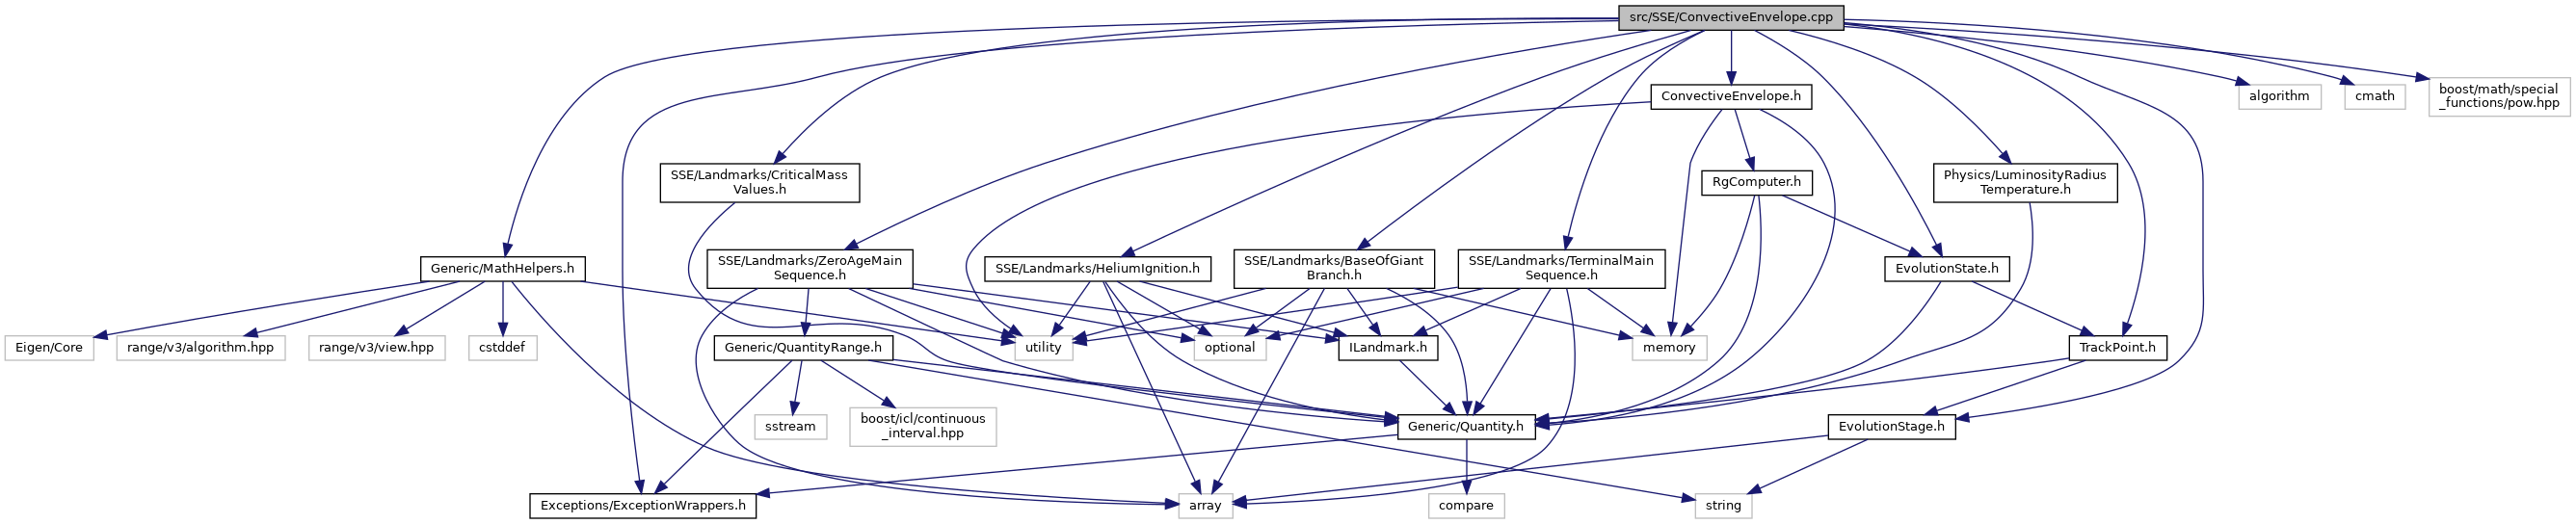 src/SSE/ConvectiveEnvelope.cpp
ConvectiveEnvelope.h
algorithm
cmath
boost/math/special
_functions/pow.hpp
SSE/Landmarks/CriticalMass
Values.h
RgComputer.h
Physics/LuminosityRadius
Temperature.h
Generic/MathHelpers.h
SSE/Landmarks/ZeroAgeMain
Sequence.h
SSE/Landmarks/HeliumIgnition.h
SSE/Landmarks/BaseOfGiant
Branch.h
SSE/Landmarks/TerminalMain
Sequence.h
EvolutionState.h
Eigen/Core
range/v3/algorithm.hpp
range/v3/view.hpp
cstddef
Generic/QuantityRange.h
utility
optional
ILandmark.h
memory
TrackPoint.h
sstream
boost/icl/continuous
_interval.hpp
Generic/Quantity.h
EvolutionStage.h
Exceptions/ExceptionWrappers.h
array
compare
string